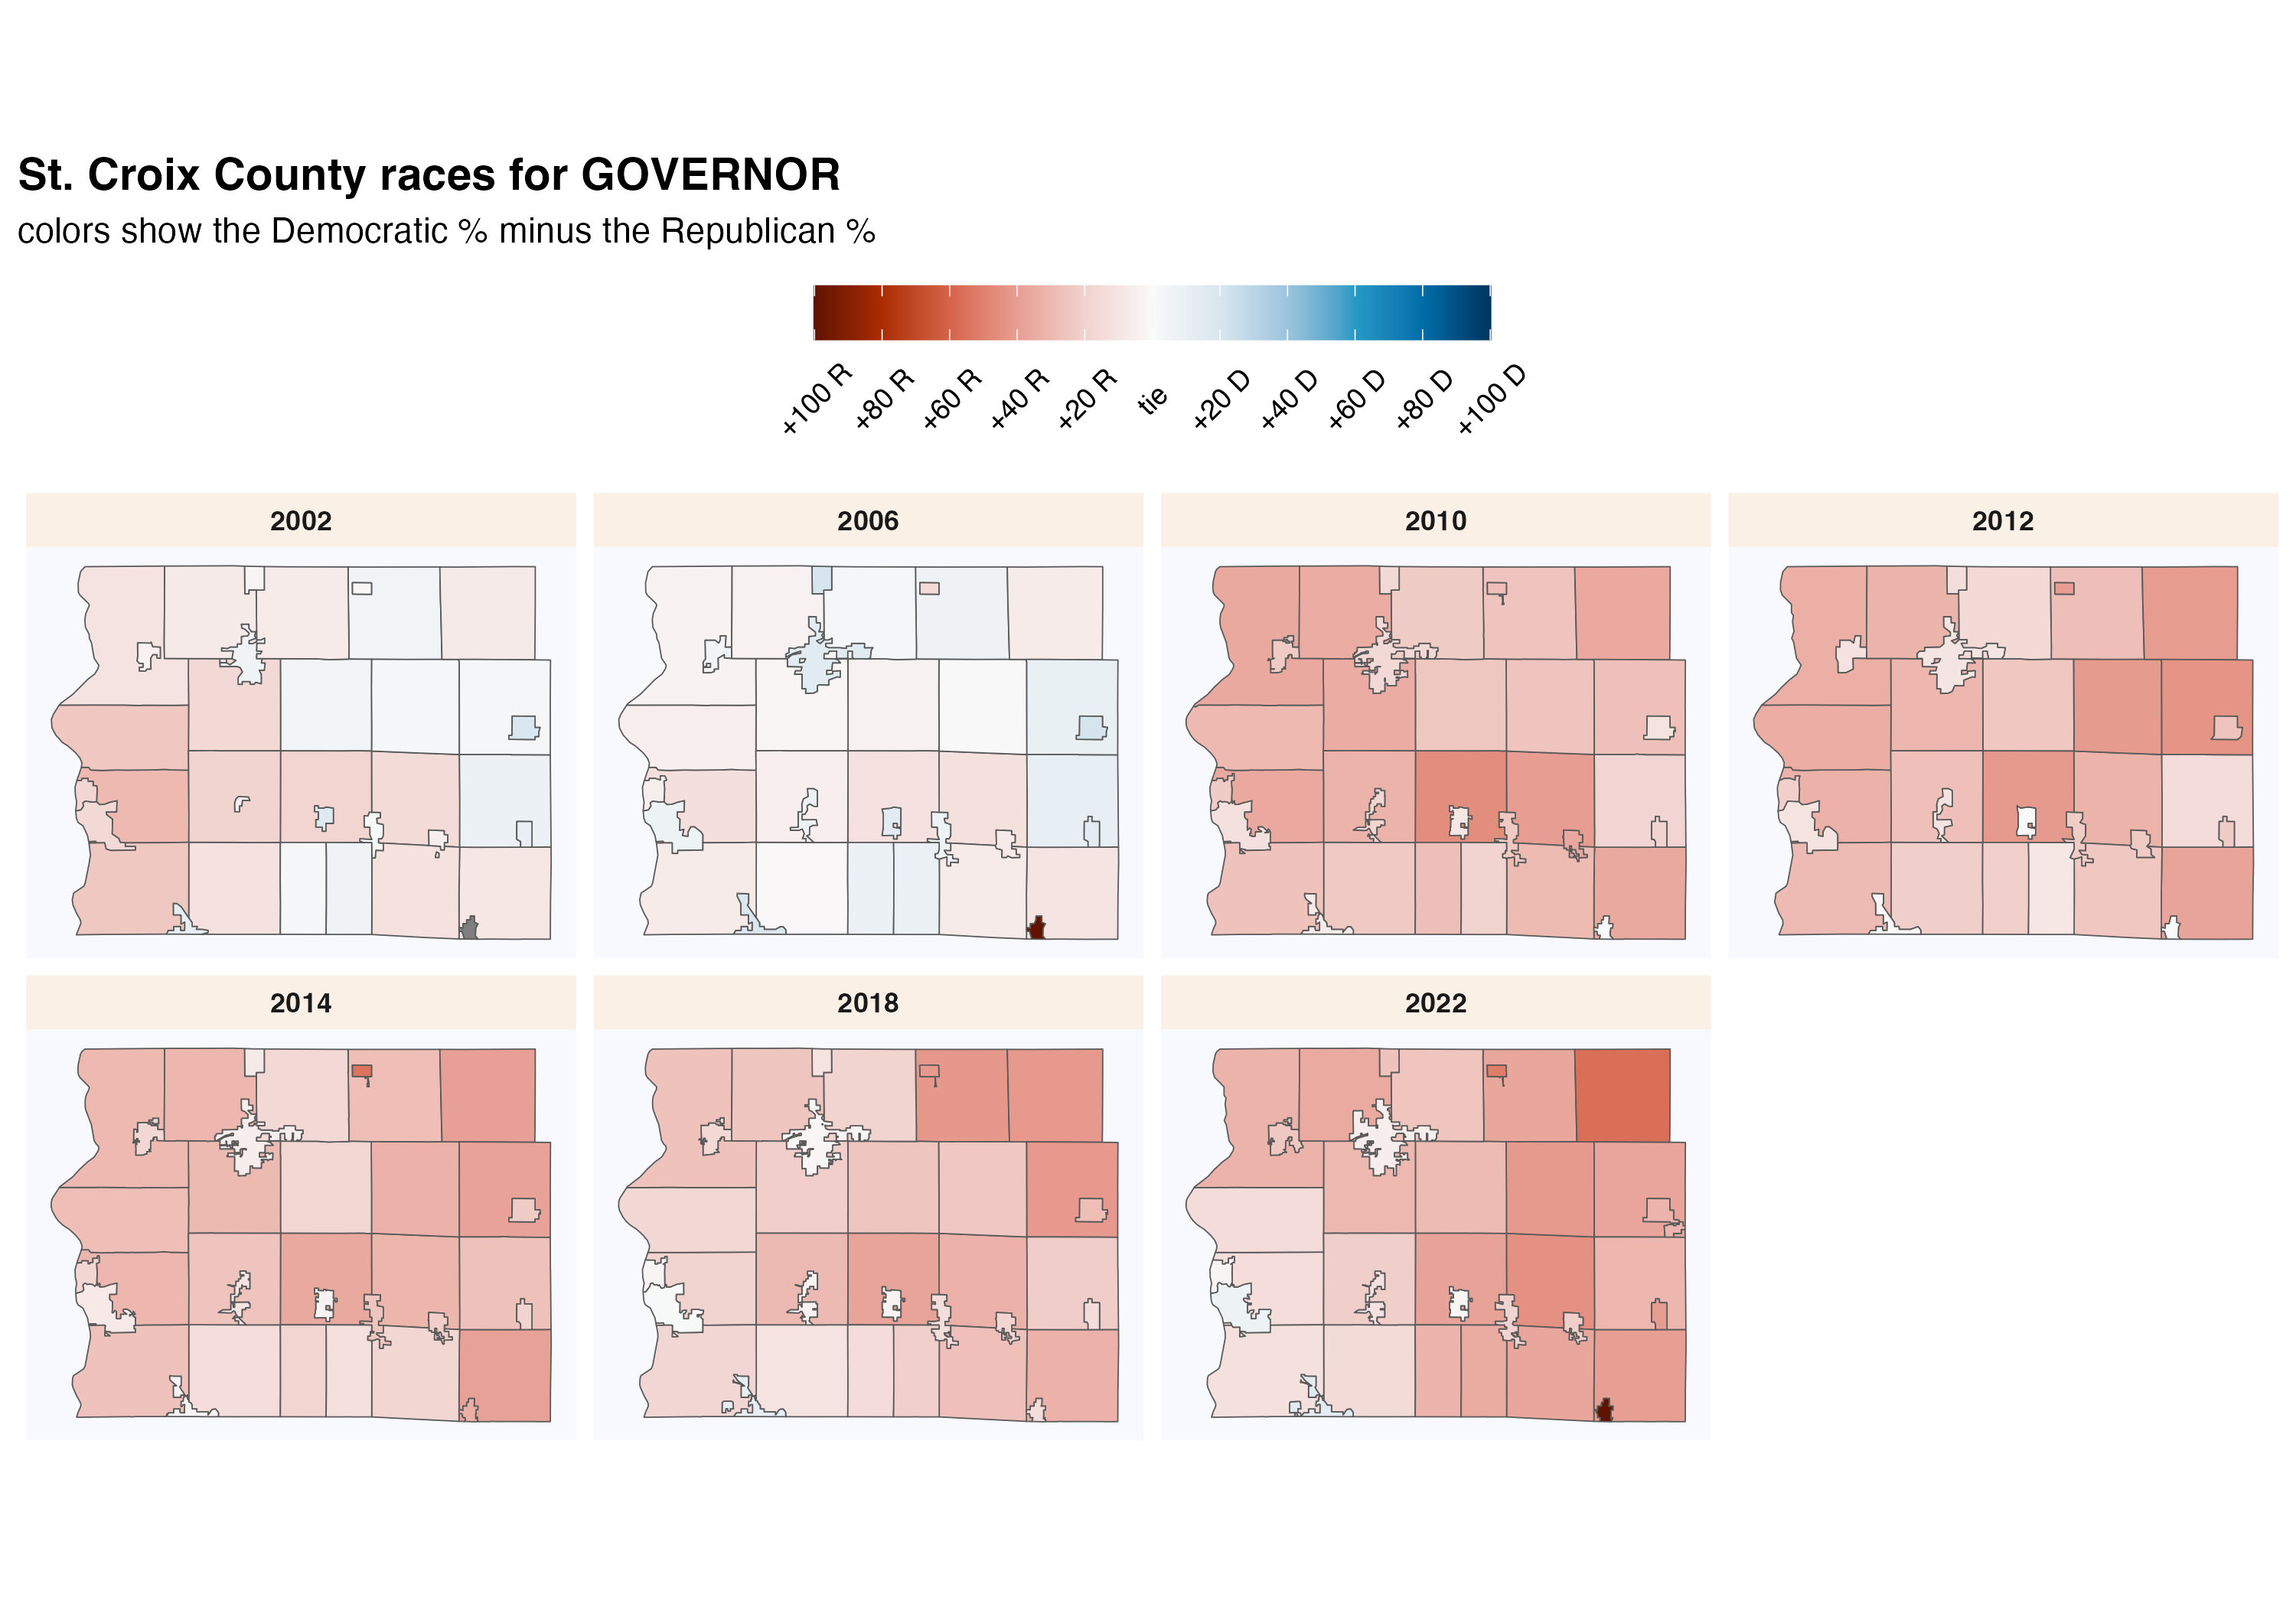 St. Croix County races for GOVERNOR
colors show the Democratic % minus the Republican %
+100 R
+80 R
+60 R
+40 R
+20 R
tie
+20 D
+40 D
+60 D
+80 D
+100 D
2002
2006
2010
2012
2014
2018
2022